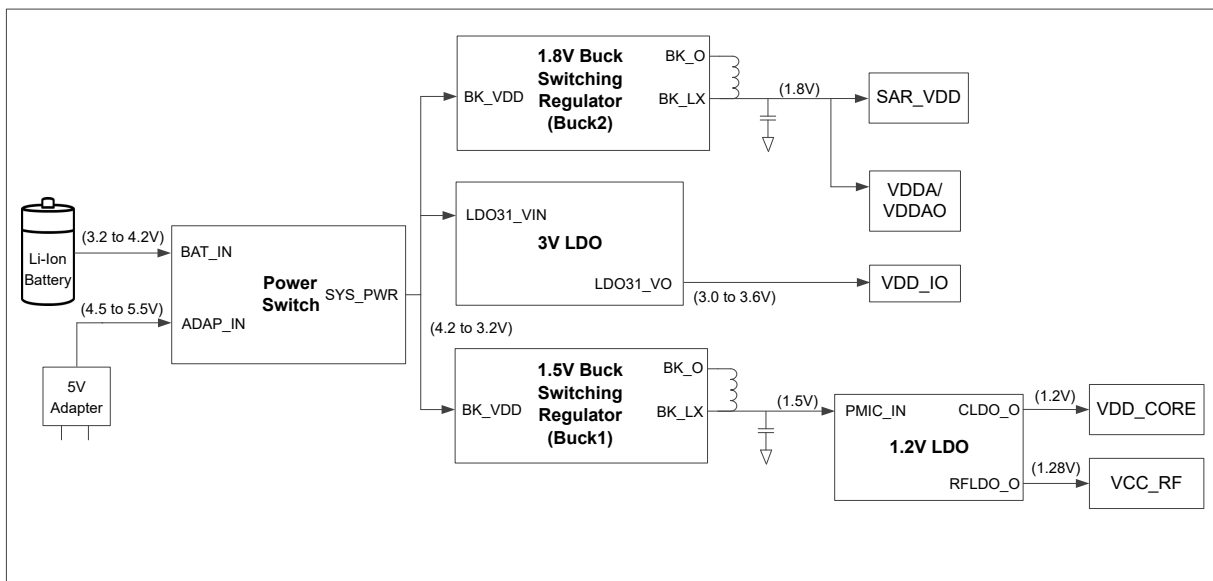 1.8V Buck
Switching
Regulator
(Buck2)
BK_VDD
BK_O
BK_LX
(1.8V)
SAR_VDD
VDDA/
VDDAO
LDO31_VIN
3V LDO
LDO31_VO
(3.0 to 3.6V)
VDD_IO
Li-Ion
Battery
(3.2 to 4.2V)
BAT_IN
Power
Switch
SYS_PWR
(4.5 to 5.5V)
ADAP_IN
5V
Adapter
(4.2 to 3.2V)
1.5V Buck
Switching
Regulator
(Buck1)
BK_VDD
BK_O
BK_LX
(1.5V)
PMIC_IN
CLDO_O
1.2V LDO
RFLDO_O
(1.2V)
VDD_CORE
(1.28V)
VCC_RF